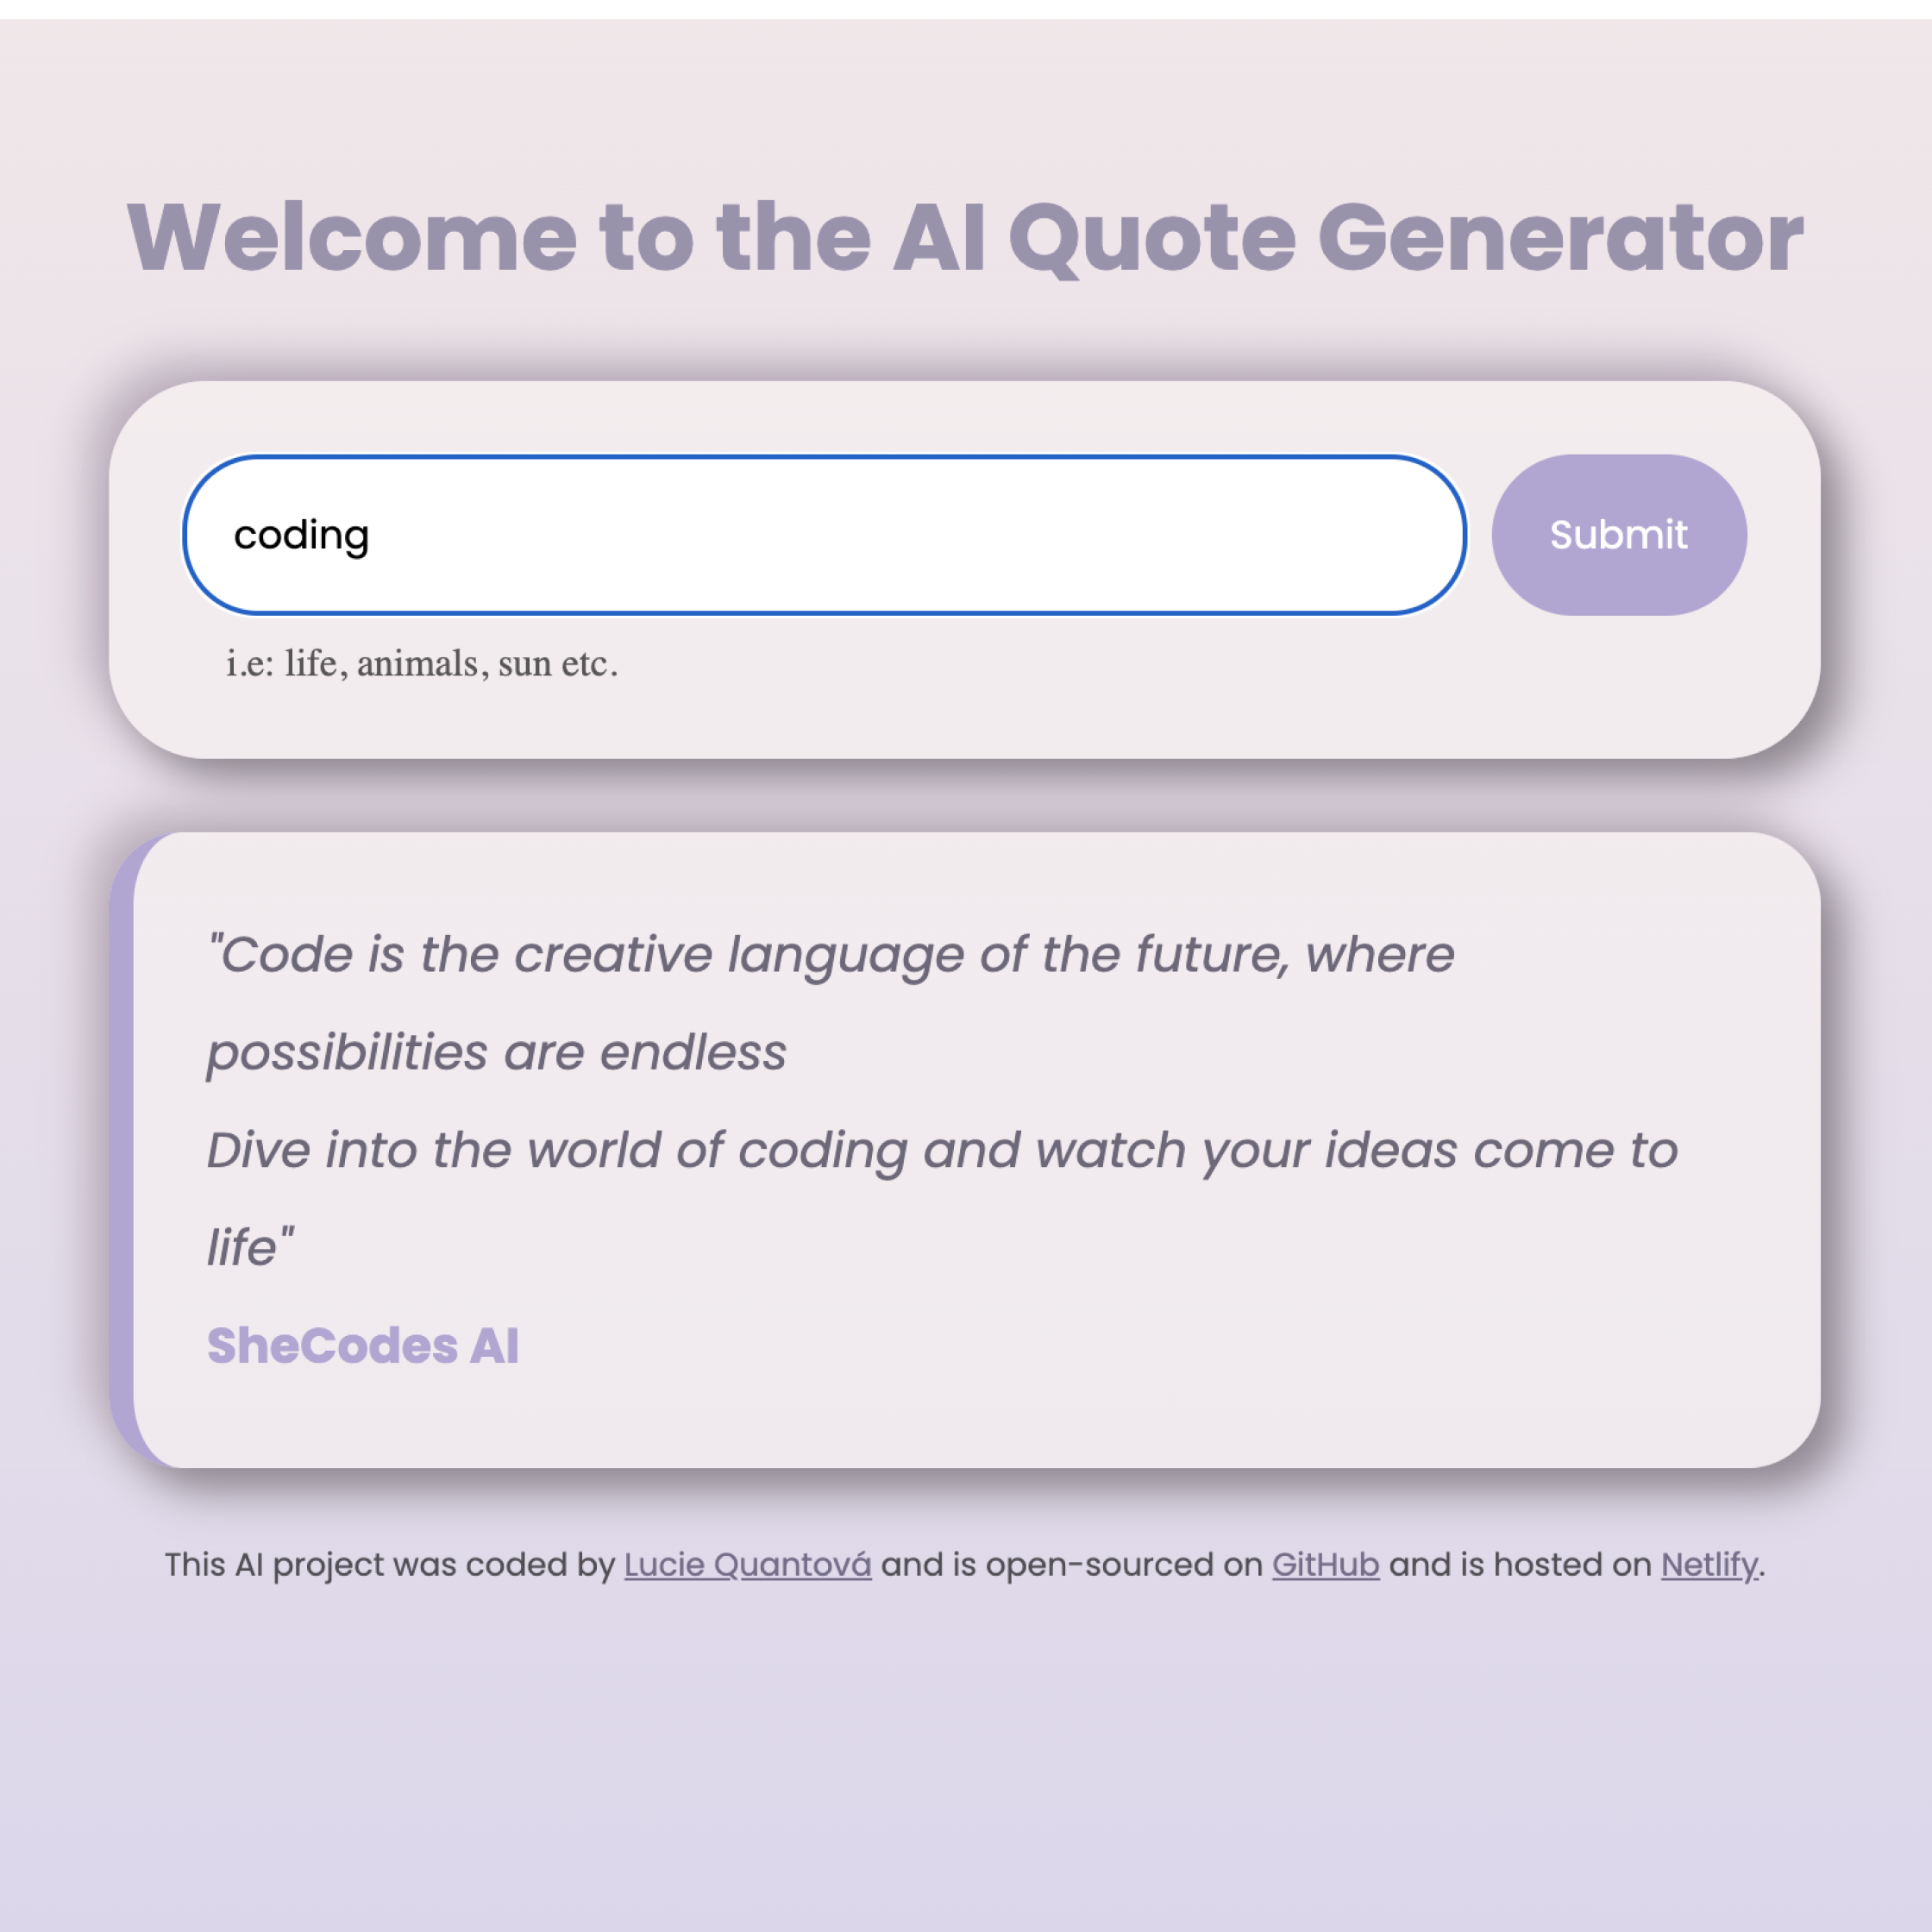 Welcome to the AI Quote Generator
coding
Submit
i.e: life, animals, sun etc.
"Code is the creative language of the future, where
possibilities are endless
Dive into the world of coding and watch your ideas come to
life"
SheCodes AI
This AI project was coded by Lucie Quantová and is open-sourced on GitHub and is hosted on Netlify.